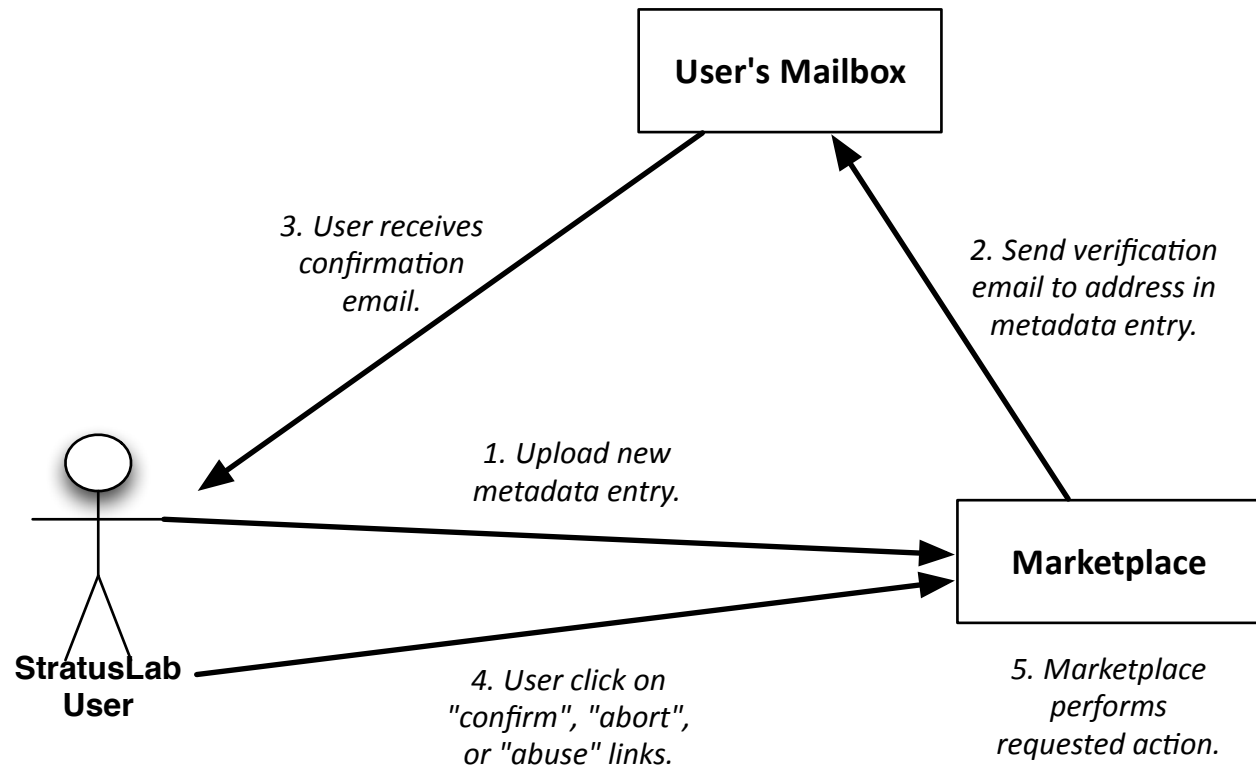 User's Mailbox
3. User receives
confirmation
email.
2. Send verification
email to address in
metadata entry.
1. Upload new
metadata entry.
Marketplace
StratusLab
User
4. User click on
"confirm", "abort",
or "abuse" links.
5. Marketplace
performs
requested action.